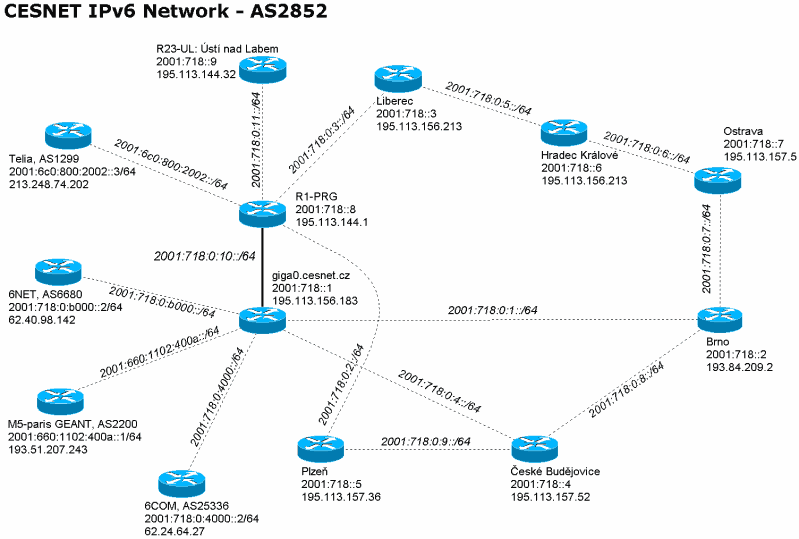 CESNET IPv6 Network - AS2852
R23-UL: Ústí nad Labem
2001:718::9
195.113.144.32
Liberec
2001:718::3
195.113.156.213
2001:718:0:5::/64
Hradec Králové
2001:718::6
195.113.156.213
2001:718:0:6::/64
Ostrava
2001:718::7
195.113.157.5
Telia, AS1299
2001:6c0:800:2002::3/64
213.248.74.202
2001:6c0:800:2002::/64
2001:718:0:11::/64
2001:718:0:3::/64
R1-PRG
2001:718::8
195.113.144.1
2001:718:0:10::/64
2001:718:0:7::/64
giga0.cesnet.cz
2001:718::1
195.113.156.183
6NET, AS6680
2001:718:0:b000::2/64
62.40.98.142
2001:718:0:b000::/64
2001:718:0:1::/64
Brno
2001:718::2
193.84.209.2
2001:660:1102:400a::/64
M5-paris GEANT, AS2200
2001:660:1102:400a::1/64
193.51.207.243
2001:718:0:4000::/64
2001:718:0:2::/64
2001:718:0:4::/64
2001:718:0:8::/64
2001:718:0:9::/64
Plzeň
2001:718::5
195.113.157.36
České Budějovice
2001:718::4
195.113.157.52
6COM, AS25336
2001:718:0:4000::2/64
62.24.64.27